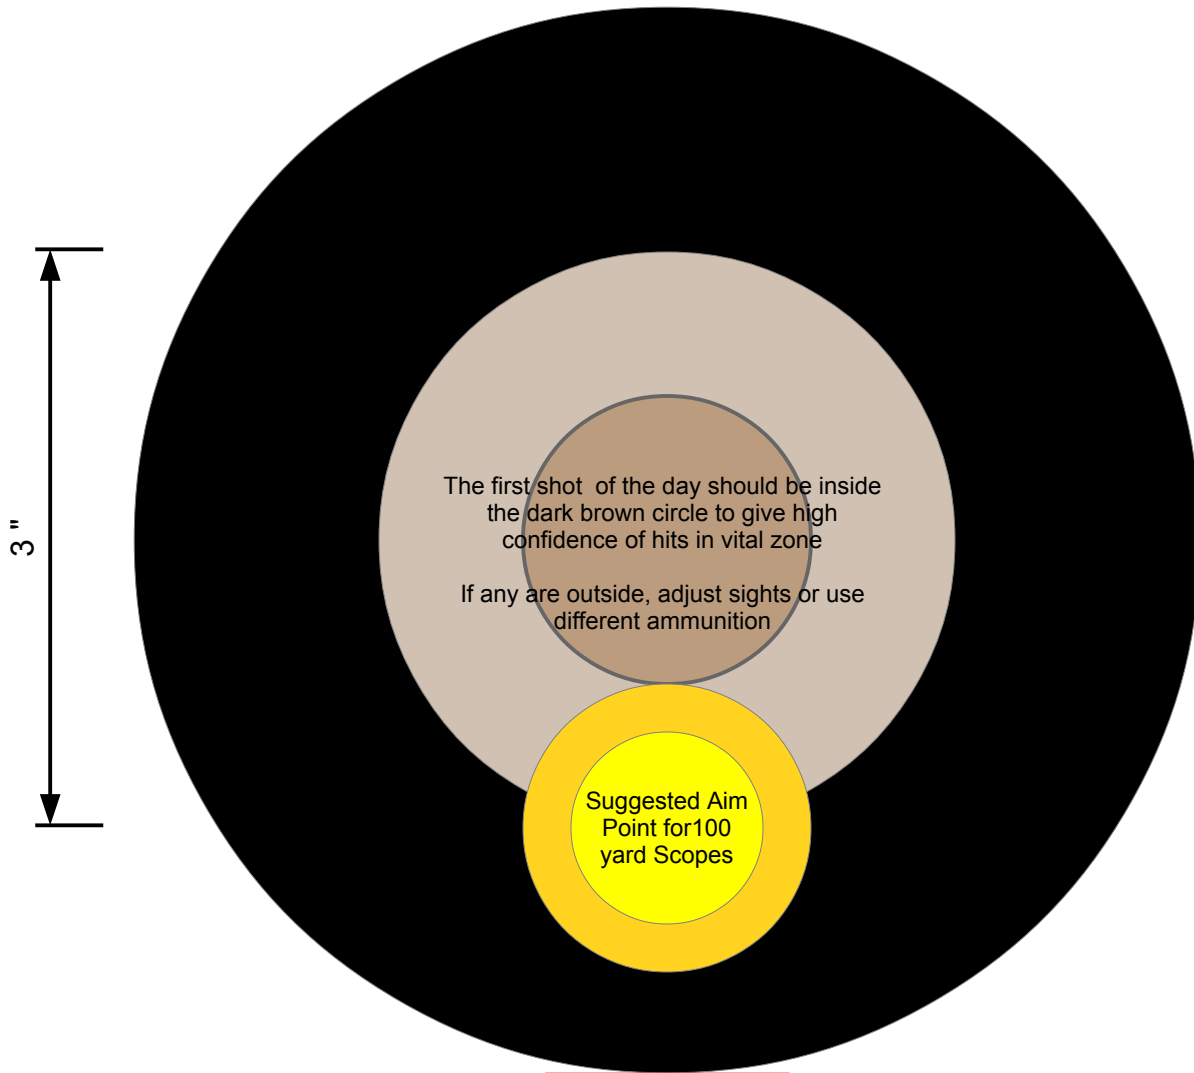 3 "
The first shot  of the day should be inside
the dark brown circle to give high
confidence of hits in vital zone
If any are outside, adjust sights or use
different ammunition
Suggested Aim
Point for100
yard Scopes